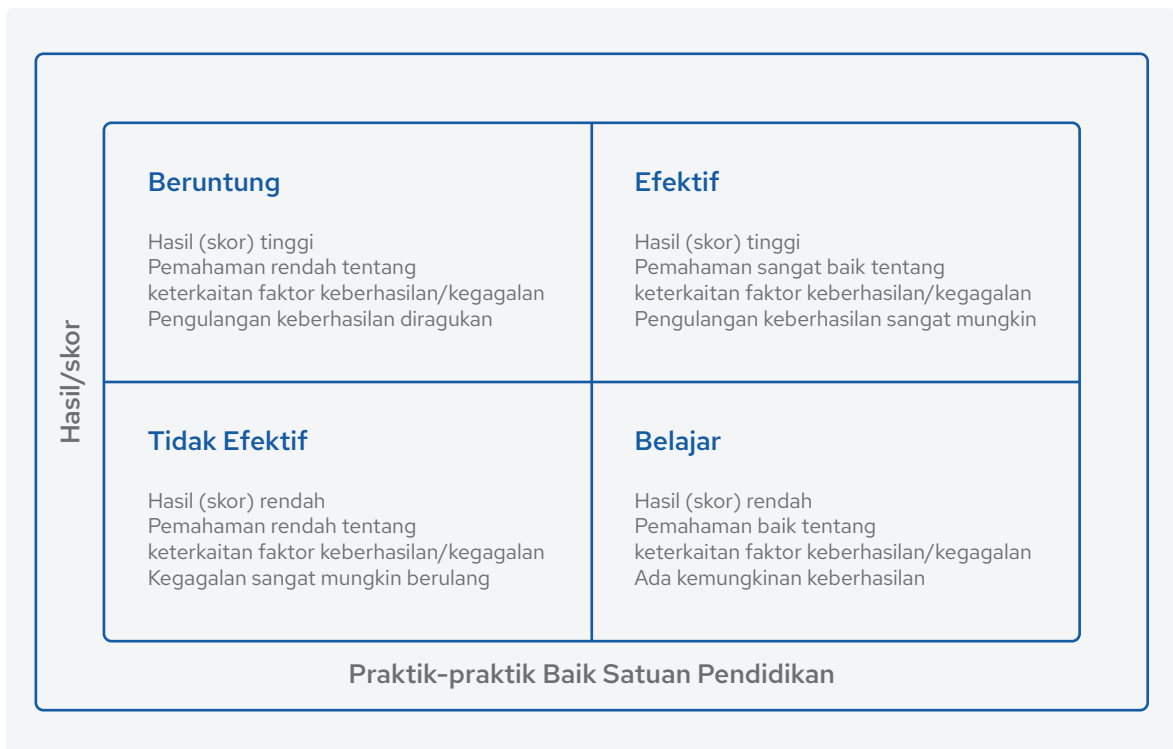 Hasil/skor
Beruntung
Hasil (skor) tinggi
Pemahaman rendah tentang
keterkaitan faktor keberhasilan/kegagalan
Pengulangan keberhasilan diragukan
Efektif
Hasil (skor) tinggi
Pemahaman sangat baik tentang
keterkaitan faktor keberhasilan/kegagalan
Pengulangan keberhasilan sangat mungkin
Tidak Efektif
Hasil (skor) rendah
Pemahaman rendah tentang
keterkaitan faktor keberhasilan/kegagalan
Kegagalan sangat mungkin berulang
Belajar
Hasil (skor) rendah
Pemahaman baik tentang
keterkaitan faktor keberhasilan/kegagalan
Ada kemungkinan keberhasilan
Praktik-praktik Baik Satuan Pendidikan